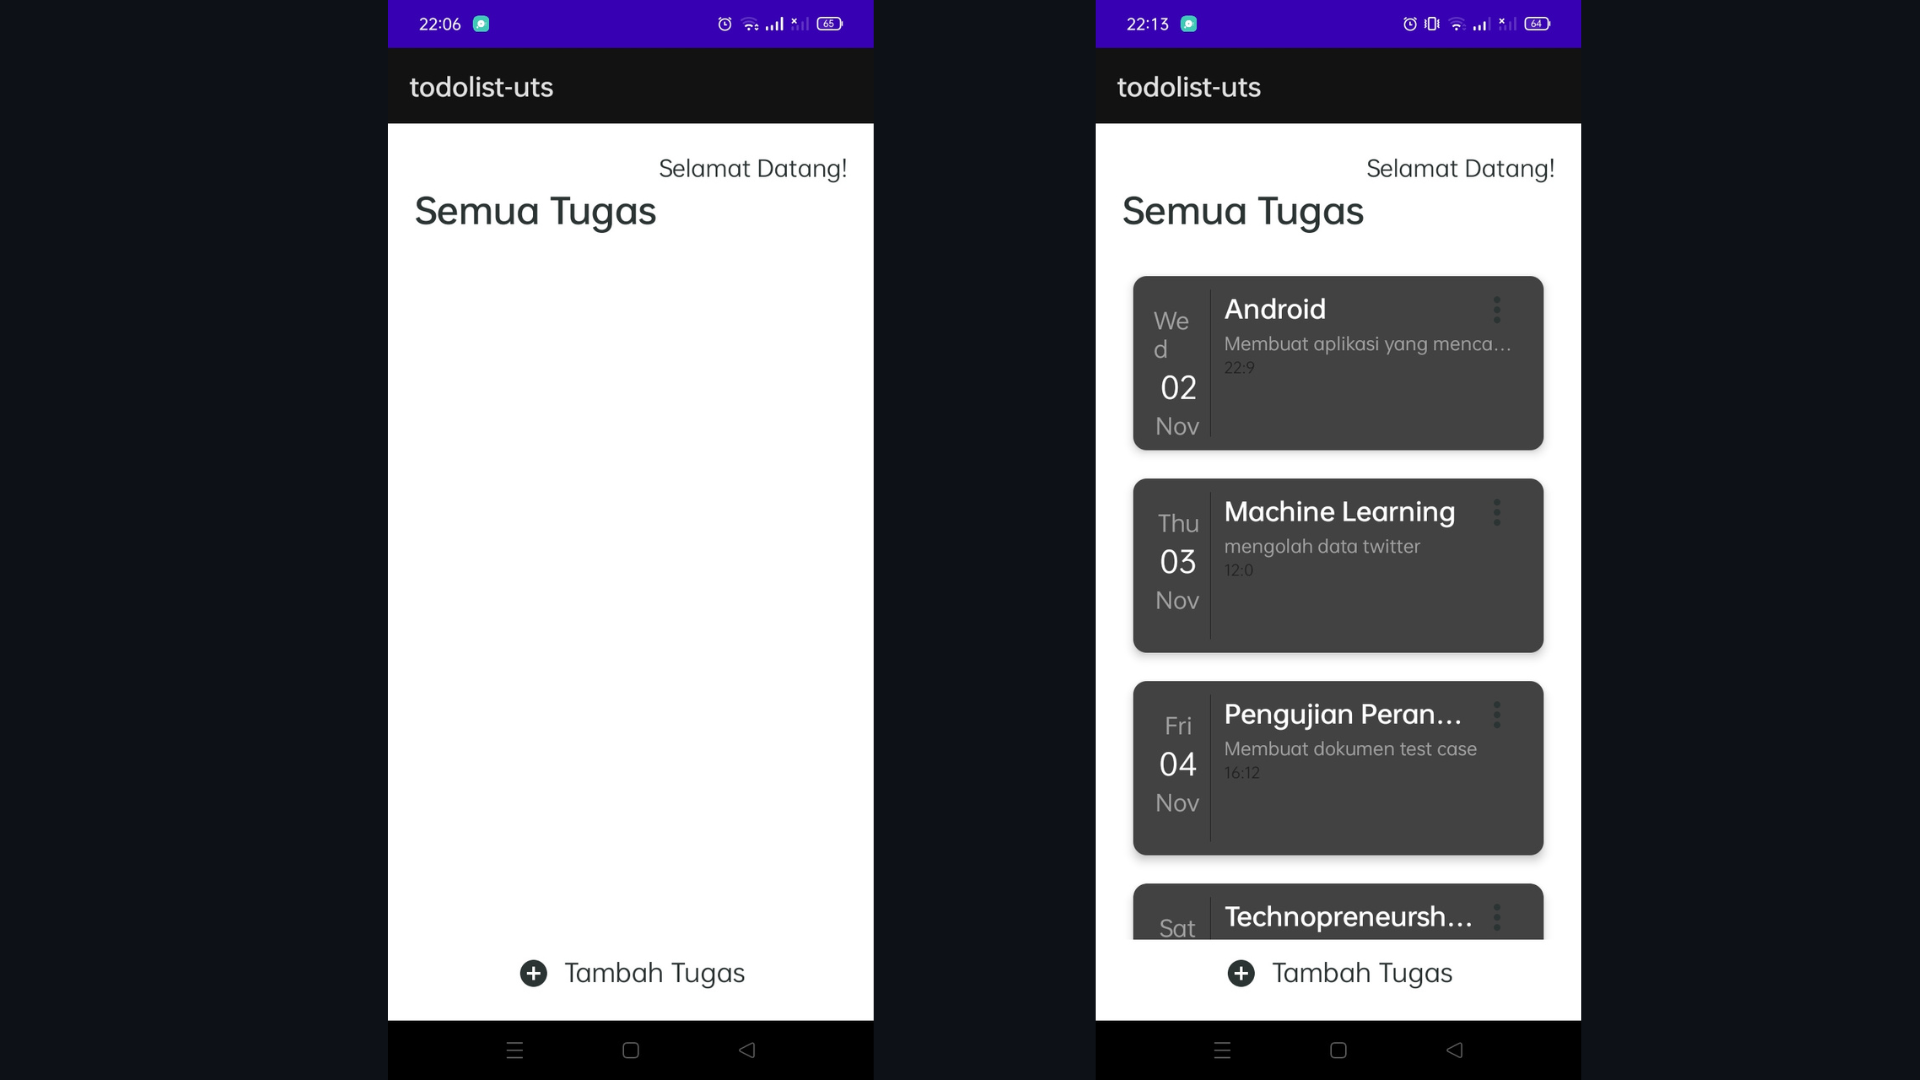 22:06
65
todolist-uts
Selamat Datang!
Semua Tugas
Tambah Tugas
22:13
64
todolist-uts
Selamat Datang!
Semua Tugas
We
d
02
Nov
Android
Membuat aplikasi yang menca...
22:9
Thu
03
Nov
Machine Learning
mengolah data twitter
12:0
Fri
04
Nov
Pengujian Peran...
Membuat dokumen test case
16:12
Sat
Technopreneursh...
Tambah Tugas